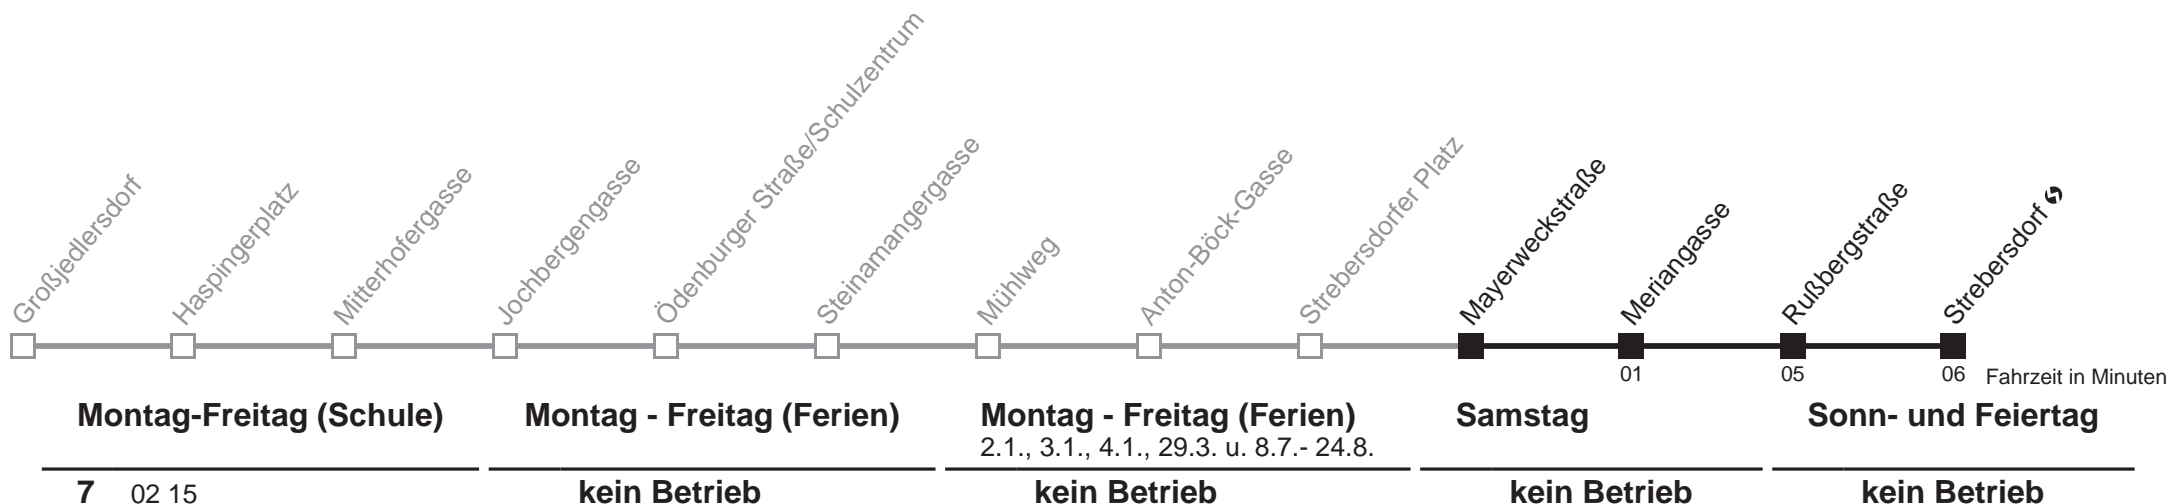 Großjedlersdorf
Haspingerplatz
Mitterhofergasse
Jochbergengasse
Ödenburger Straße/Schulzentrum
Steinamangergasse
Mühlweg
Anton-Böck-Gasse
Strebersdorfer Platz
Mayerweckstraße
Meriangasse
Rußbergstraße
Strebersdorf
01 05 06 Fahrzeit in Minuten
Montag-Freitag (Schule) Montag - Freitag (Ferien) Montag - Freitag (Ferien) Samstag Sonn- und Feiertag
2.1., 3.1., 4.1., 29.3. u. 8.7.- 24.8.
7 02 15 kein Betrieb kein Betrieb kein Betrieb kein Betrieb